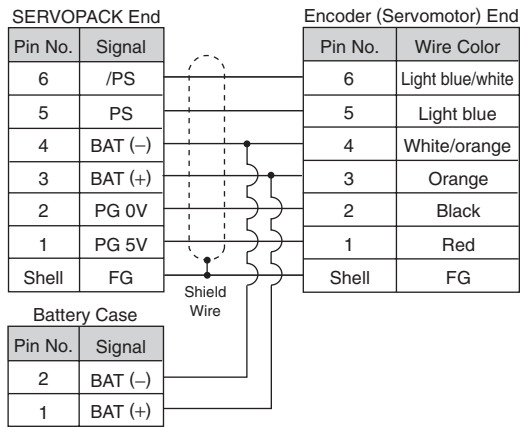 SERVOPACK End
Pin No. Signal
6 /PS
5 PS
4 BAT (−)
3 BAT (+)
2 PG 0V
1 PG 5V
Shell FG
Shield
Wire
Encoder (Servomotor) End
Pin No. Wire Color
6 Light blue/white
5 Light blue
4 White/orange
3 Orange
2 Black
1 Red
Shell FG
Battery Case
Pin No. Signal
2 BAT (−)
1 BAT (+)